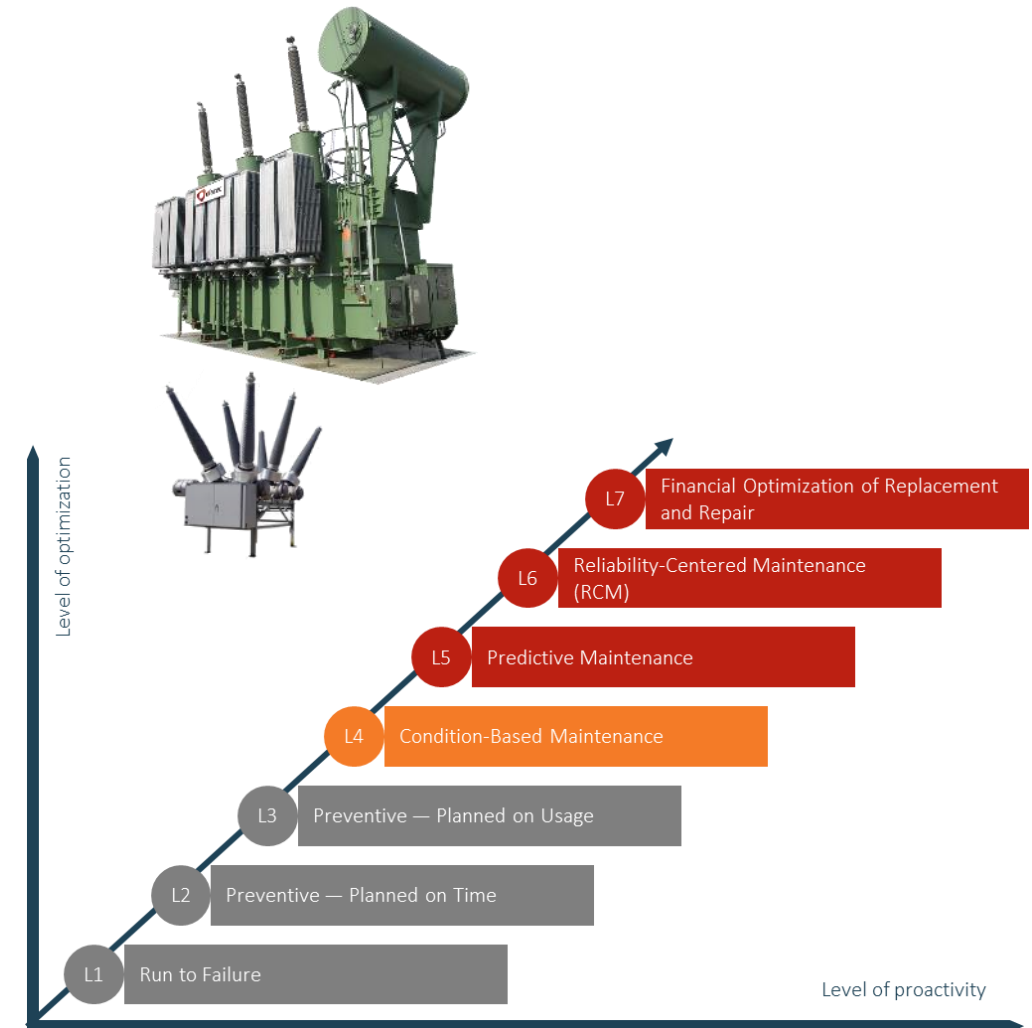 Level of optimization
L7
Financial Optimization of Replacement
and Repair
L6
Reliability-Centered Maintenance
(RCM)
L5
Predictive Maintenance
L4
Condition-Based Maintenance
L3
Preventive — Planned on Usage
L2
Preventive — Planned on Time
L1
Run to Failure
Level of proactivity